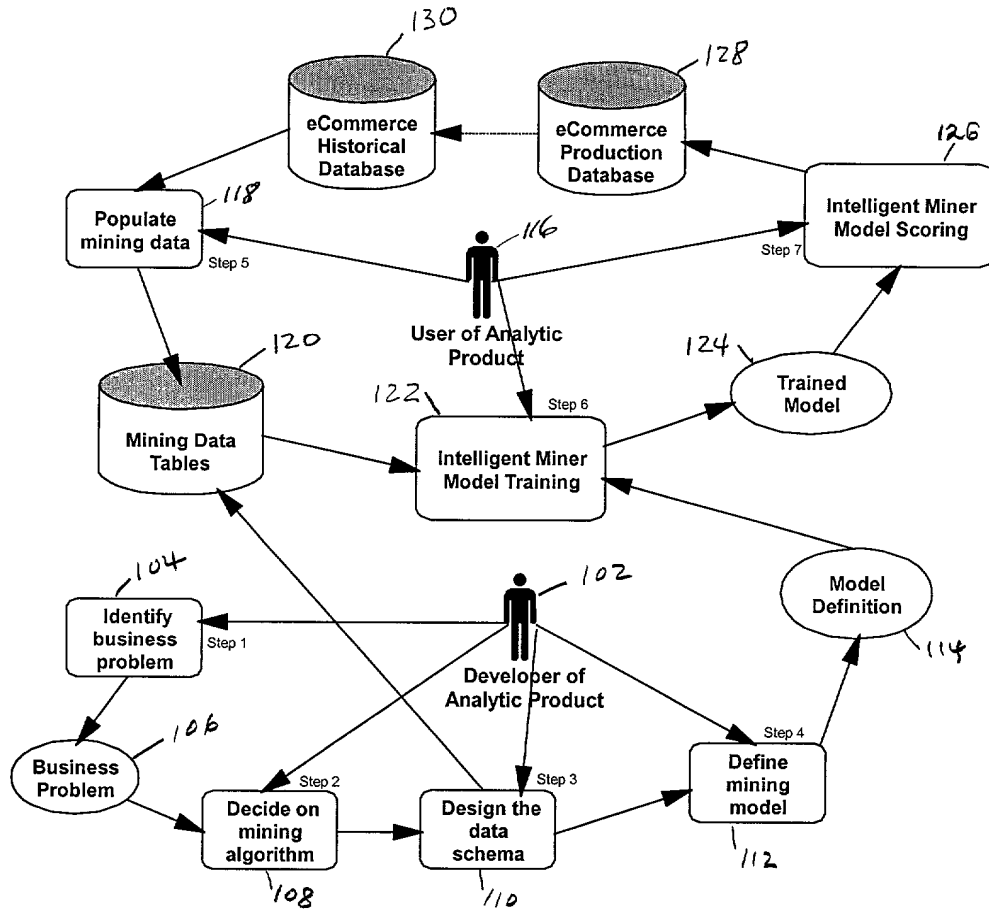 130
128
eCommerce
Historical
Database
eCommerce
Production
Database
126
118
Populate
mining data
Step 5
116
Intelligent Miner
Model Scoring
Step 7
User of Analytic
Product
120
124
Trained
Model
122
Step 6
Mining Data
Tables
Intelligent Miner
Model Training
104
102
Model
Definition
114
Identify
business
problem
Step 1
Developer of
Analytic Product
106
Business
Problem
Step 2
Decide on
mining
algorithm
108
Step 3
Design the
data
schema
110
Step 4
Define
mining
model
112